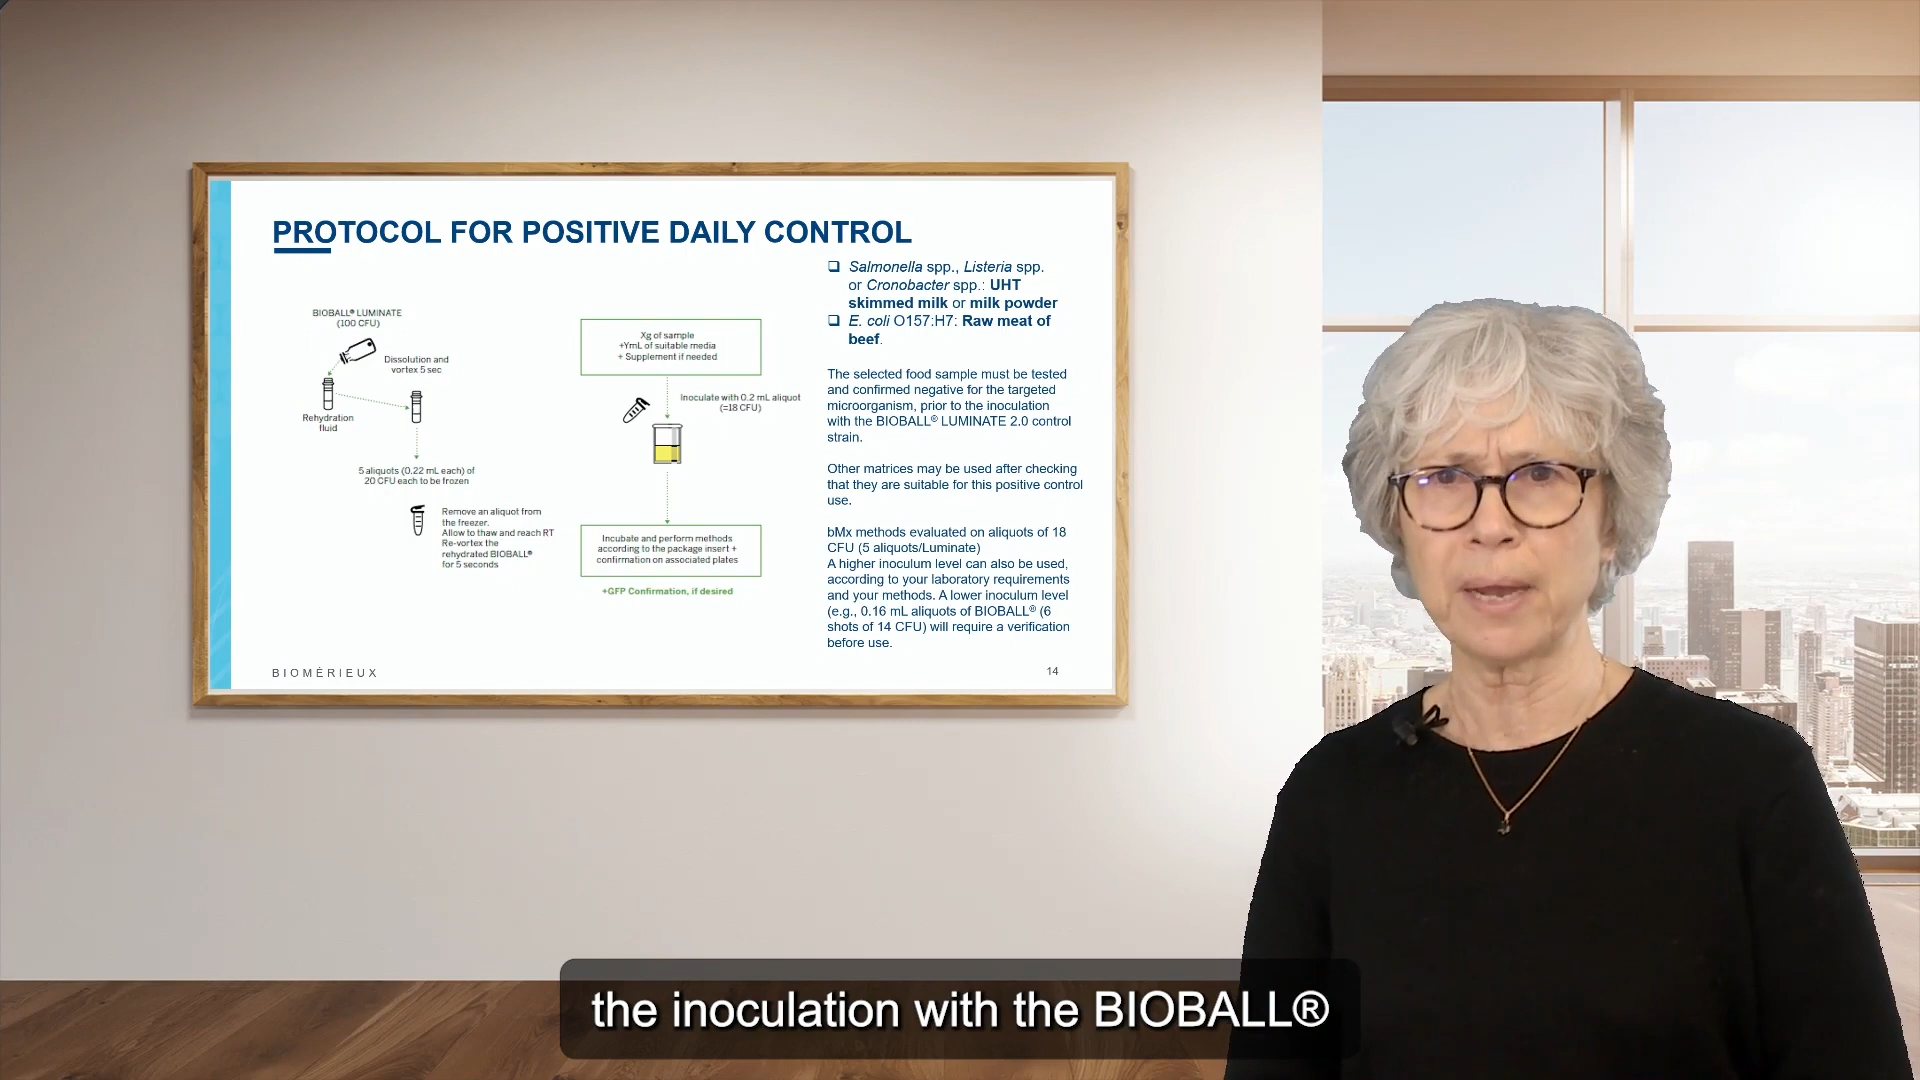 PROTOCOL FOR POSITIVE DAILY CONTROL
BIOBALL® LUMINATE
(100 CFU)
Dissolution and
vortex 5 sec
Rehydration
fluid
5 aliquots (0.22 mL each) of
20 CFU each to be frozen
Remove an aliquot from
the freezer.
Allow to thaw and reach RT
Re-vortex the
rehydrated BIOBALL®
for 5 seconds
Xg of sample
+YmL of suitable media
+ Supplement if needed
Inoculate with 0.2 mL aliquot
(=18 CFU)
Incubate and perform methods
according to the package insert +
confirmation on associated plates
+GFP Confirmation, if desired
❑ Salmonella spp., Listeria spp.
or Cronobacter spp.: UHT
skimmed milk or milk powder
❑ E. coli O157:H7: Raw meat of
beef.
The selected food sample must be tested
and confirmed negative for the targeted
microorganism, prior to the inoculation
with the BIOBALL® LUMINATE 2.0 control
strain.
Other matrices may be used after checking
that they are suitable for this positive control
use.
bMx methods evaluated on aliquots of 18
CFU (5 aliquots/Luminate)
A higher inoculum level can also be used,
according to your laboratory requirements
and your methods. A lower inoculum level
(e.g., 0.16 mL aliquots of BIOBALL® (6
shots of 14 CFU) will require a verification
before use.
BIOMÉRIEUX
14
the inoculation with the BIOBALL®